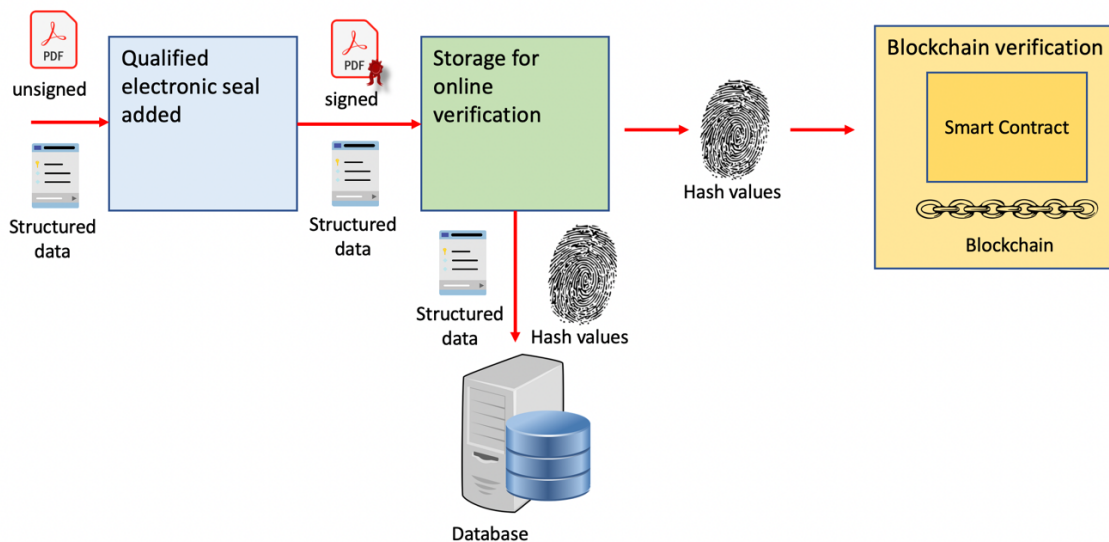 PDF
unsigned
Structured
data
Qualified
electronic seal
added
PDF
signed
Structured
data
Storage for
online
verification
Structured
data
Hash values
Database
Hash values
Blockchain verification
Smart Contract
Blockchain